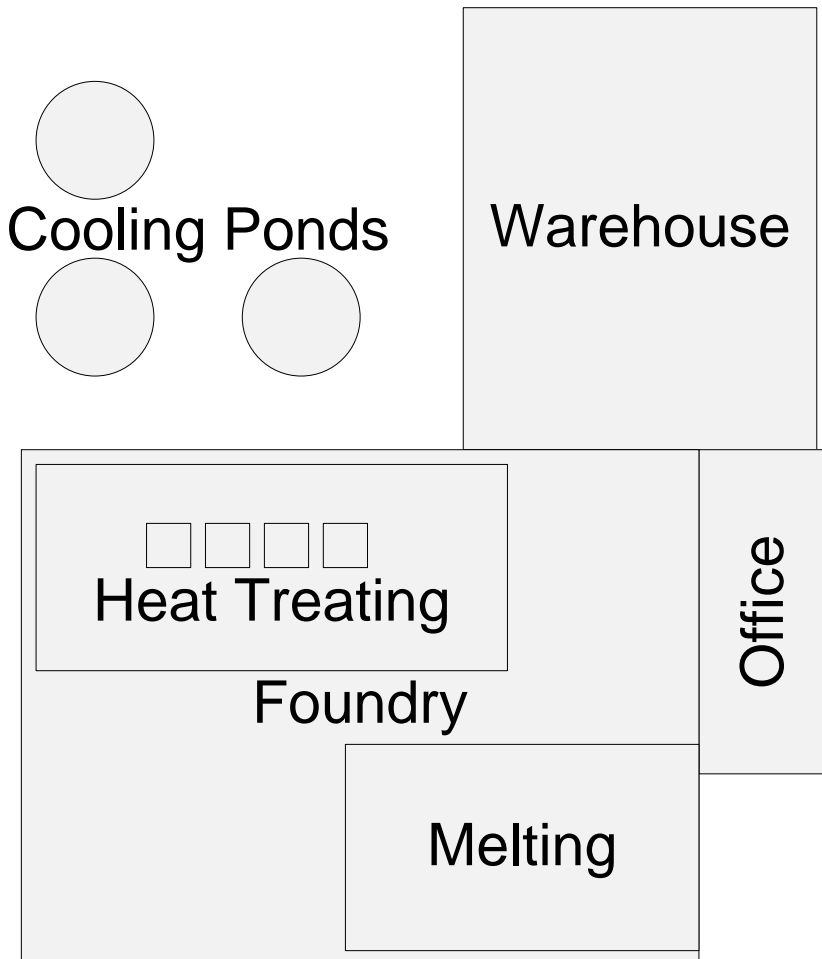 Cooling Ponds
Warehouse
Heat Treating
Office
Foundry
Melting